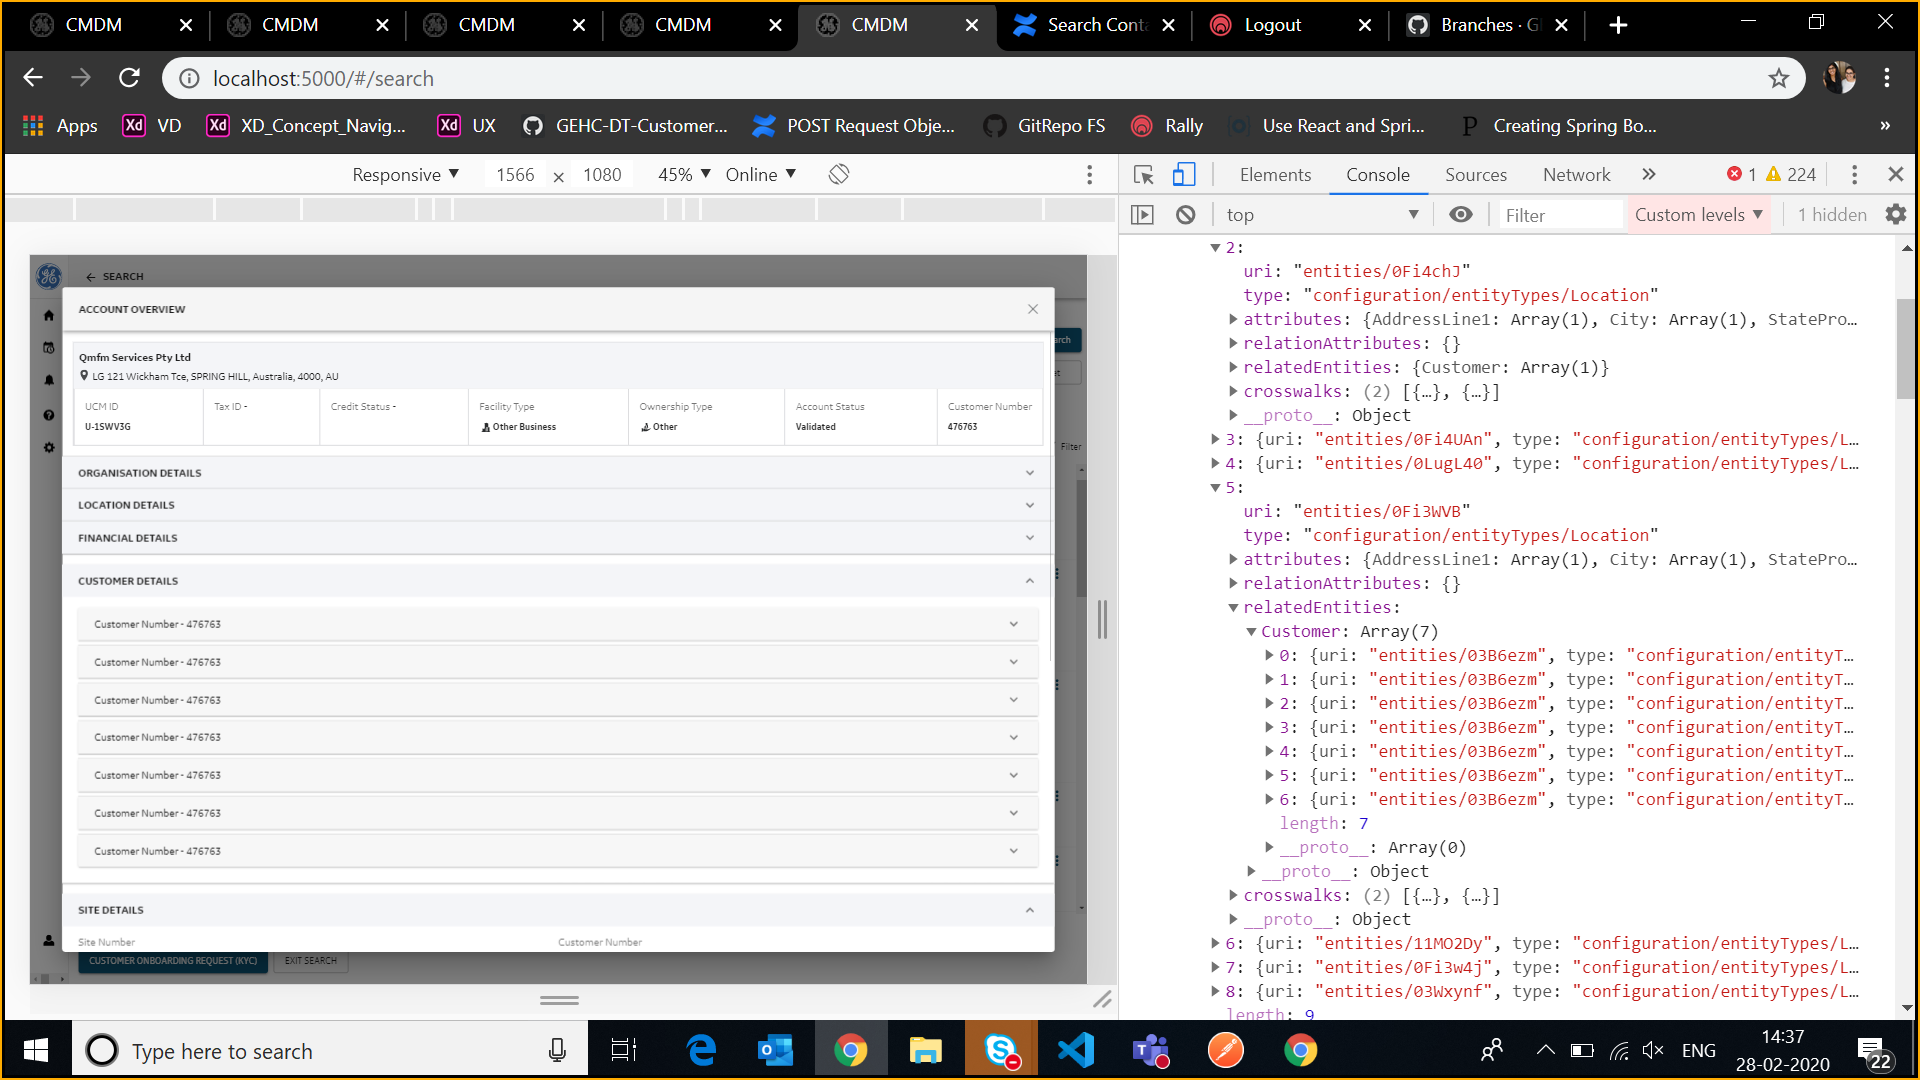 CMDM
CMDM
CMDM
CMDM
CMDM
Search Conta
Logout
Branches · G
localhost:5000/#/search
Apps
VD
XD_Concept_Navig...
UX
GEHC-DT-Customer...
POST Request Obje...
GitRepo FS
Rally
Use React and Spri...
Creating Spring Bo...
»
Responsive ▼ 1566 × 1080 45% ▼ Online ▼
Elements Console Sources Network » 1 224
top ▼ Filter Custom levels ▼ 1 hidden
← SEARCH
ACCOUNT OVERVIEW
Qmfm Services Pty Ltd
LG 121 Wickham Tce, SPRING HILL, Australia, 4000, AU
UCM ID
U-1SWV3G
Tax ID -
Credit Status -
Facility Type
Other Business
Ownership Type
Other
Account Status
Validated
Customer Number
476763
arch
et
Filter
ORGANISATION DETAILS
LOCATION DETAILS
FINANCIAL DETAILS
CUSTOMER DETAILS
Customer Number - 476763
Customer Number - 476763
Customer Number - 476763
Customer Number - 476763
Customer Number - 476763
Customer Number - 476763
Customer Number - 476763
SITE DETAILS
Site Number Customer Number
CUSTOMER ONBOARDING REQUEST (KYC) EXIT SEARCH
▼2:
uri: "entities/0Fi4chJ"
type: "configuration/entityTypes/Location"
▶attributes: {AddressLine1: Array(1), City: Array(1), StatePro…
▶relationAttributes: {}
▶relatedEntities: {Customer: Array(1)}
▶crosswalks: (2) [{…}, {…}]
▶__proto__: Object
▶3: {uri: "entities/0Fi4UAn", type: "configuration/entityTypes/L…
▶4: {uri: "entities/0LugL40", type: "configuration/entityTypes/L…
▼5:
uri: "entities/0Fi3WVB"
type: "configuration/entityTypes/Location"
▶attributes: {AddressLine1: Array(1), City: Array(1), StatePro…
▶relationAttributes: {}
▼relatedEntities:
▼Customer: Array(7)
▶0: {uri: "entities/03B6ezm", type: "configuration/entityT…
▶1: {uri: "entities/03B6ezm", type: "configuration/entityT…
▶2: {uri: "entities/03B6ezm", type: "configuration/entityT…
▶3: {uri: "entities/03B6ezm", type: "configuration/entityT…
▶4: {uri: "entities/03B6ezm", type: "configuration/entityT…
▶5: {uri: "entities/03B6ezm", type: "configuration/entityT…
▶6: {uri: "entities/03B6ezm", type: "configuration/entityT…
length: 7
▶__proto__: Array(0)
▶__proto__: Object
▶crosswalks: (2) [{…}, {…}]
▶__proto__: Object
▶6: {uri: "entities/11MO2Dy", type: "configuration/entityTypes/L…
▶7: {uri: "entities/0Fi3w4j", type: "configuration/entityTypes/L…
▶8: {uri: "entities/03Wxynf", type: "configuration/entityTypes/L…
length: 9
Type here to search
ENG
14:37
28-02-2020
22